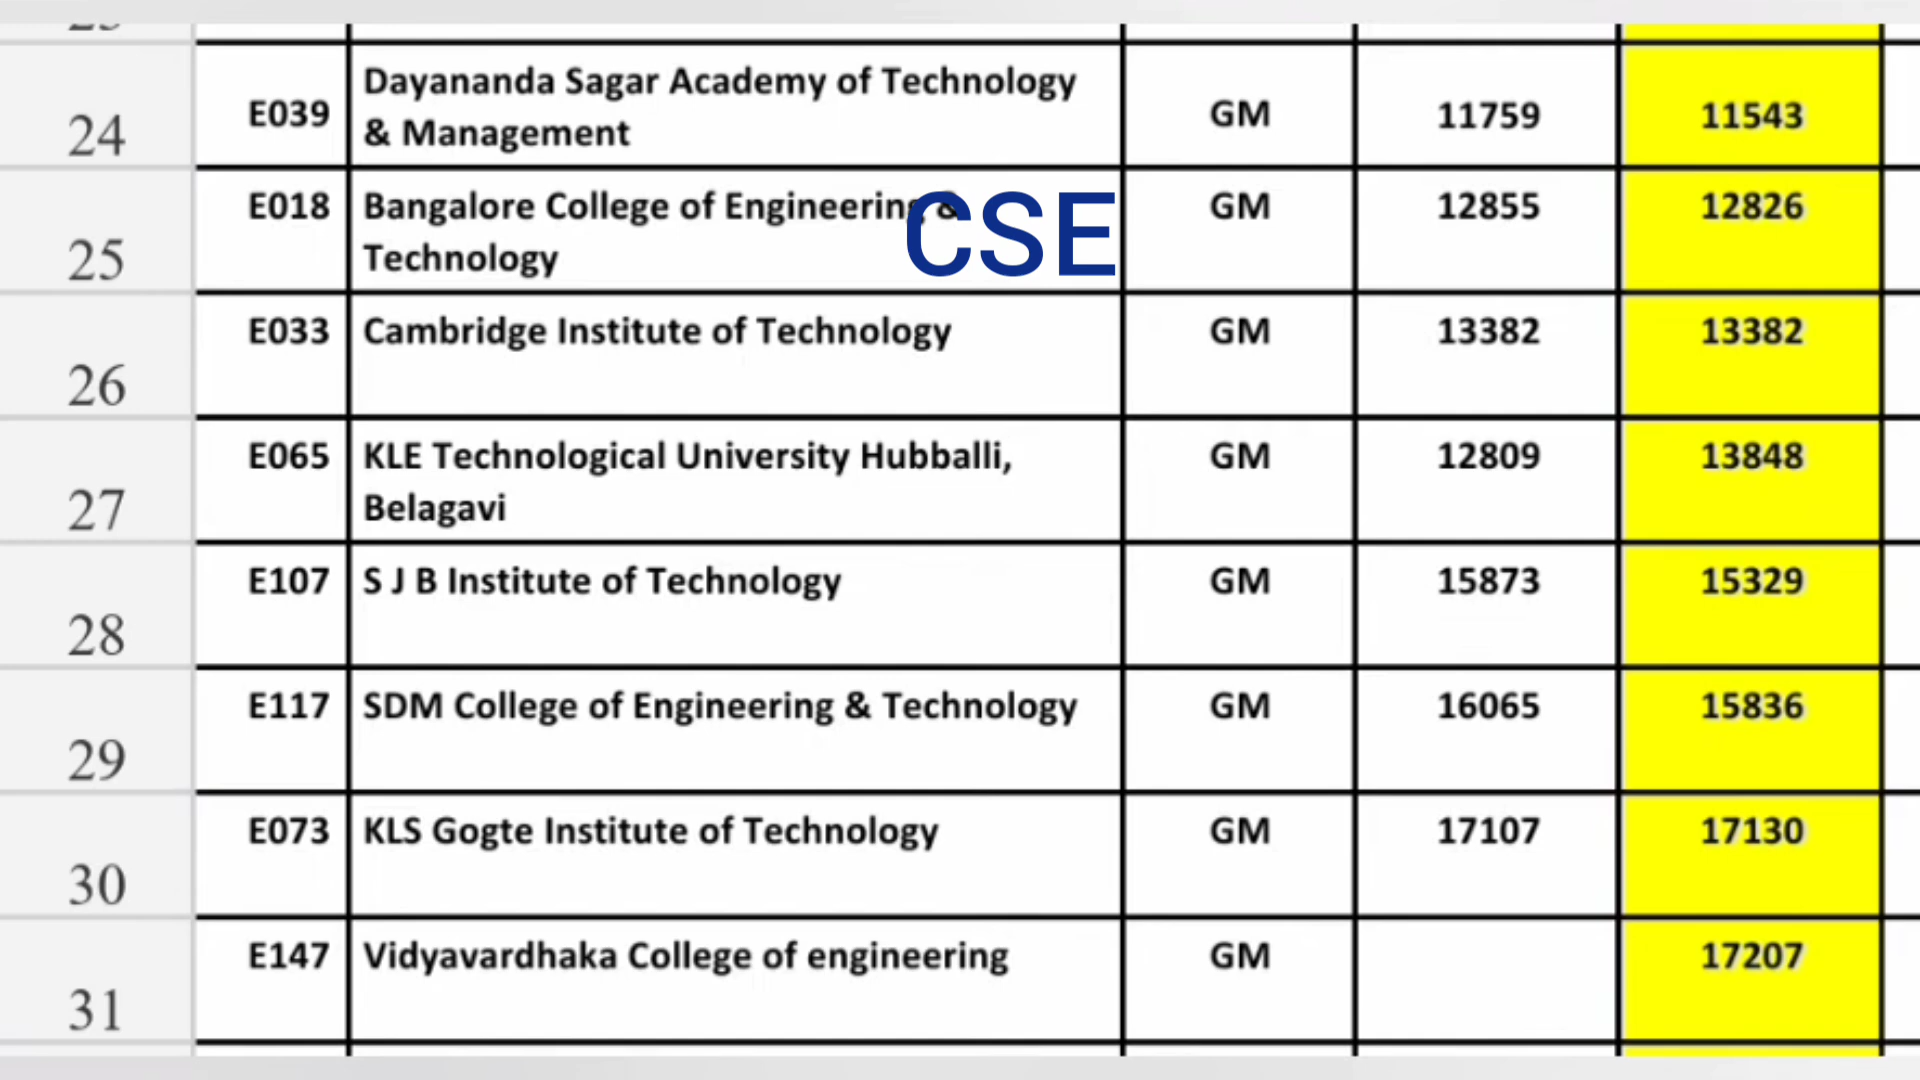 24 E039 Dayananda Sagar Academy of Technology & Management GM 11759 11543
25 E018 Bangalore College of Engineering & Technology GM 12855 12826
CSE
26 E033 Cambridge Institute of Technology GM 13382 13382
27 E065 KLE Technological University Hubballi, Belagavi GM 12809 13848
28 E107 S J B Institute of Technology GM 15873 15329
29 E117 SDM College of Engineering & Technology GM 16065 15836
30 E073 KLS Gogte Institute of Technology GM 17107 17130
31 E147 Vidyavardhaka College of engineering GM 17207